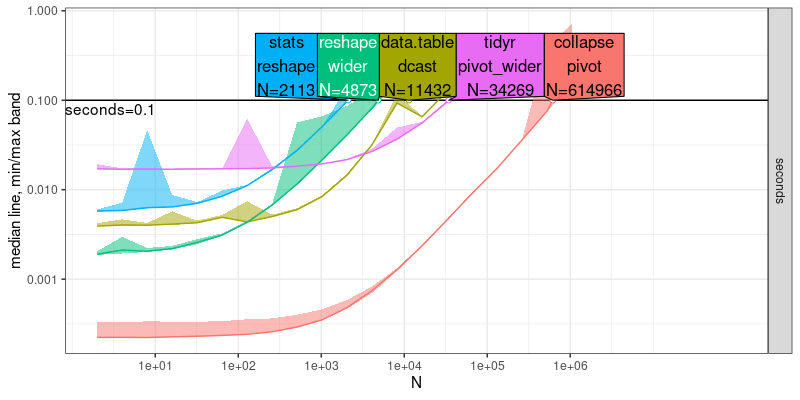 1.000
0.100
0.010
0.001
median line, min/max band
stats
reshape
N=2113
reshape
wider
N=4873
data.table
dcast
N=11432
tidyr
pivot_wider
N=34269
collapse
pivot
N=614966
seconds=0.1
seconds
1e+01 1e+02 1e+03 1e+04 1e+05 1e+06
N